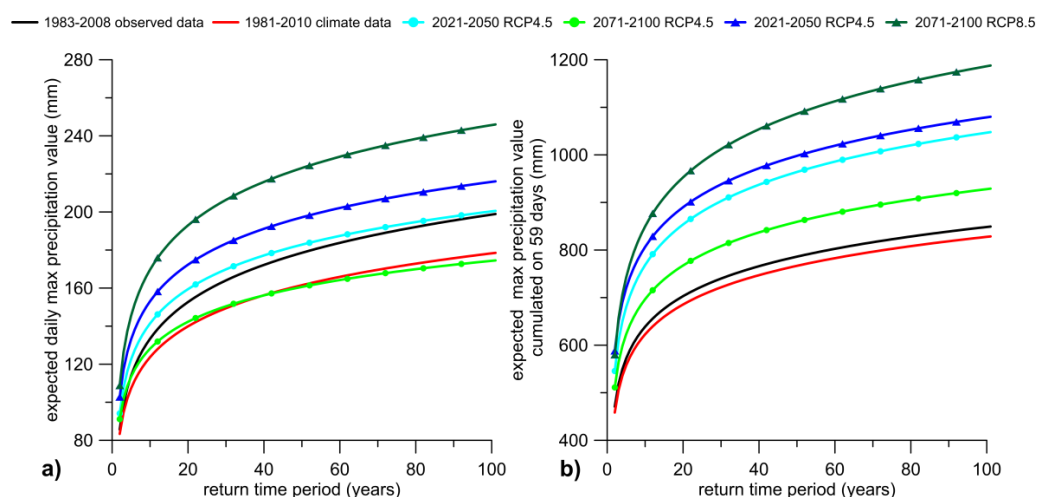 1983-2008 observed data 1981-2010 climate data 2021-2050 RCP4.5 2071-2100 RCP4.5 2021-2050 RCP4.5 2071-2100 RCP8.5
280
240
200
160
120
80
expected daily max precipitation value (mm)
0 20 40 60 80 100
a)
return time period (years)
1200
1000
800
600
400
expected max precipitation value
cumulated on 59 days (mm)
0 20 40 60 80 100
b)
return time period (years)